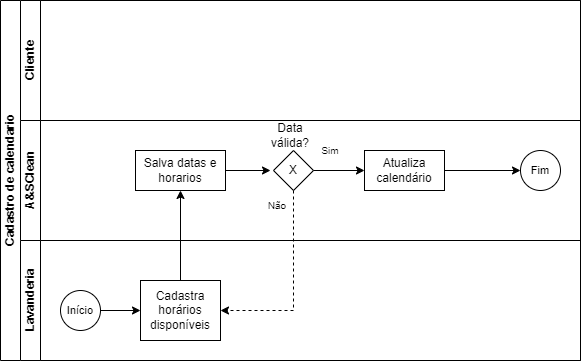 Cadastro de calendario
Cliente
A&SClean
Lavanderia
Data
válida?
Salva datas e
horarios
X
Sim
Atualiza
calendário
Fim
Não
Início
Cadastra
horários
disponíveis